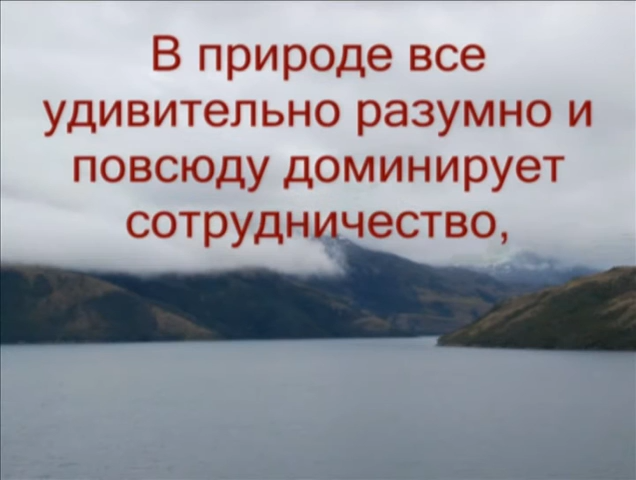 В природе все
удивительно разумно и
повсюду доминирует
сотрудничество,